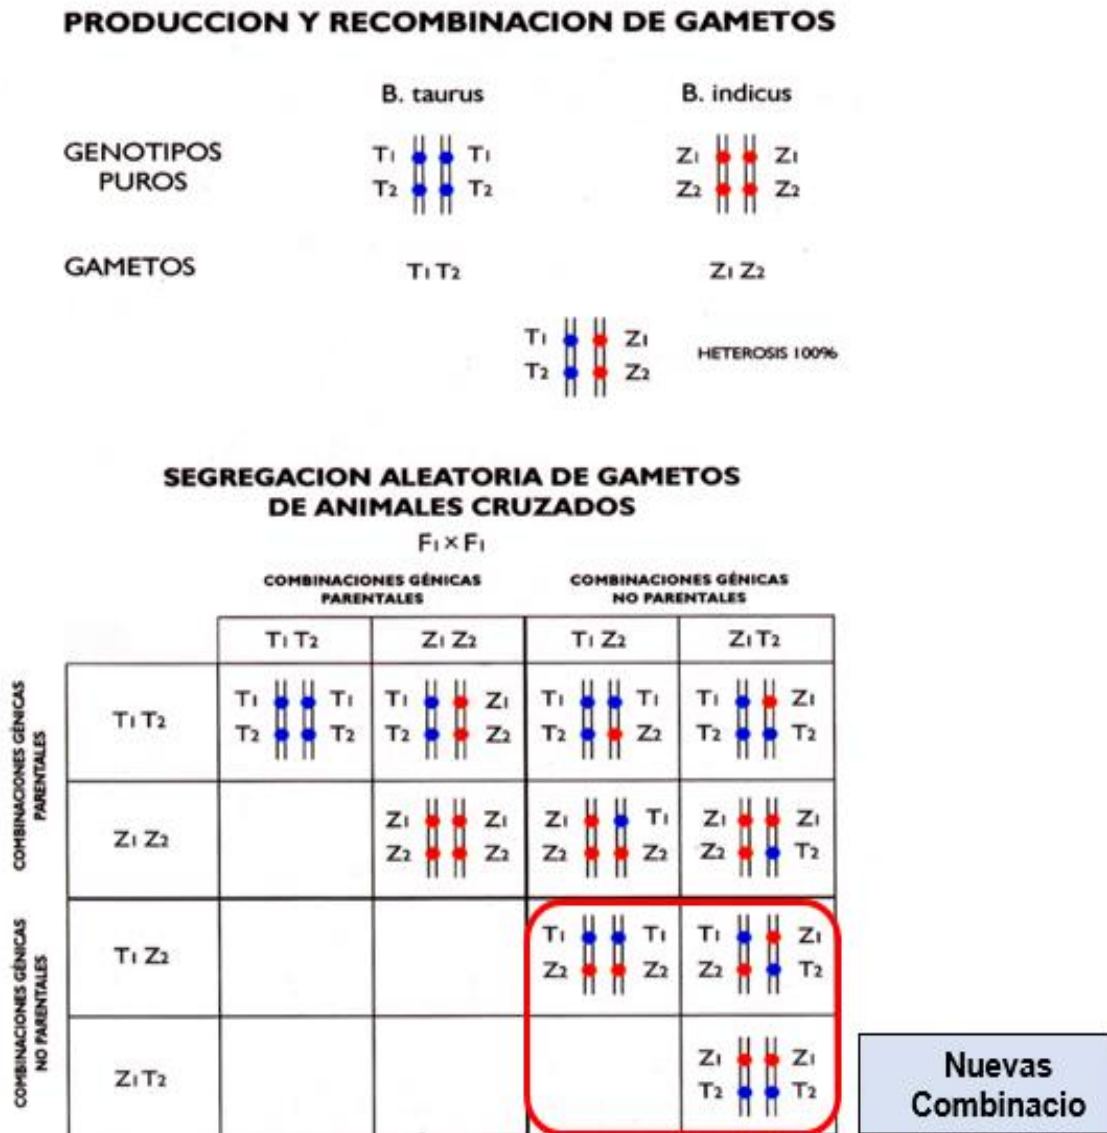 PRODUCCION Y RECOMBINACION DE GAMETOS
B. taurus B. indicus
GENOTIPOS
PUROS
T1 T1 Z1 Z1
T2 T2 Z2 Z2
GAMETOS T1 T2 Z1 Z2
T1 Z1
T2 Z2
HETEROSIS 100%
SEGREGACION ALEATORIA DE GAMETOS
DE ANIMALES CRUZADOS
F1 × F1
COMBINACIONES GÉNICAS
PARENTALES
COMBINACIONES GÉNICAS
NO PARENTALES
T1 T2 Z1 Z2 T1 Z2 Z1 T2
COMBINACIONES GÉNICAS
PARENTALES
T1 T2
T1 T1 T1 Z1 T1 T1 T1 Z1
T2 T2 T2 Z2 T2 Z2 T2 T2
Z1 Z2
Z1 Z1 Z1 T1 Z1 Z1
Z2 Z2 Z2 Z2 Z2 T2
COMBINACIONES GÉNICAS
NO PARENTALES
T1 Z2
T1 T1 T1 Z1
Z2 Z2 Z2 T2
Z1 T2
Z1 Z1
T2 T2
Nuevas
Combinacio